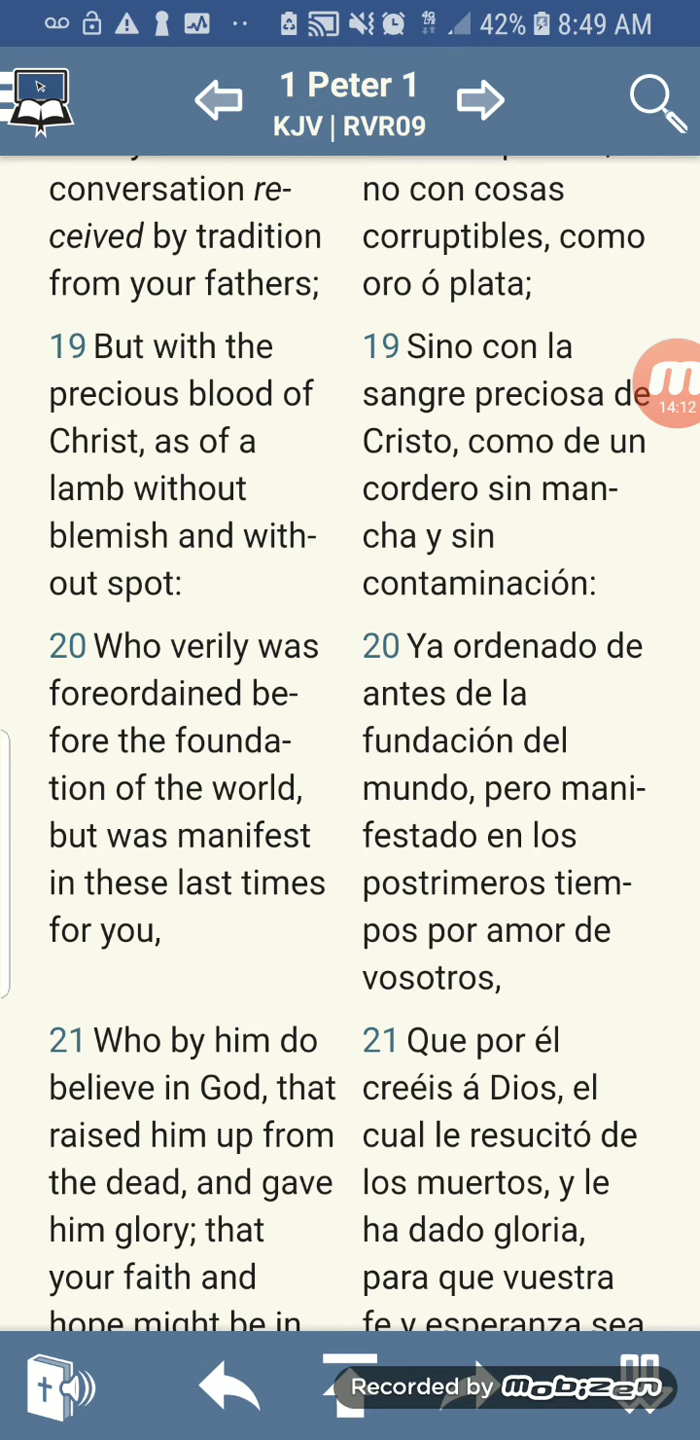 42% 8:49 AM
1 Peter 1
KJV | RVR09
conversation re-
ceived by tradition
from your fathers;
19 But with the
precious blood of
Christ, as of a
lamb without
blemish and with-
out spot:
20 Who verily was
foreordained be-
fore the founda-
tion of the world,
but was manifest
in these last times
for you,
21 Who by him do
believe in God, that
raised him up from
the dead, and gave
him glory; that
your faith and
hope might be in
no con cosas
corruptibles, como
oro ó plata;
19 Sino con la
sangre preciosa de
Cristo, como de un
cordero sin man-
cha y sin
contaminación:
20 Ya ordenado de
antes de la
fundación del
mundo, pero mani-
festado en los
postrimeros tiem-
pos por amor de
vosotros,
21 Que por él
creéis á Dios, el
cual le resucitó de
los muertos, y le
ha dado gloria,
para que vuestra
fe y esperanza sea
m
14:12
Recorded by mobizen